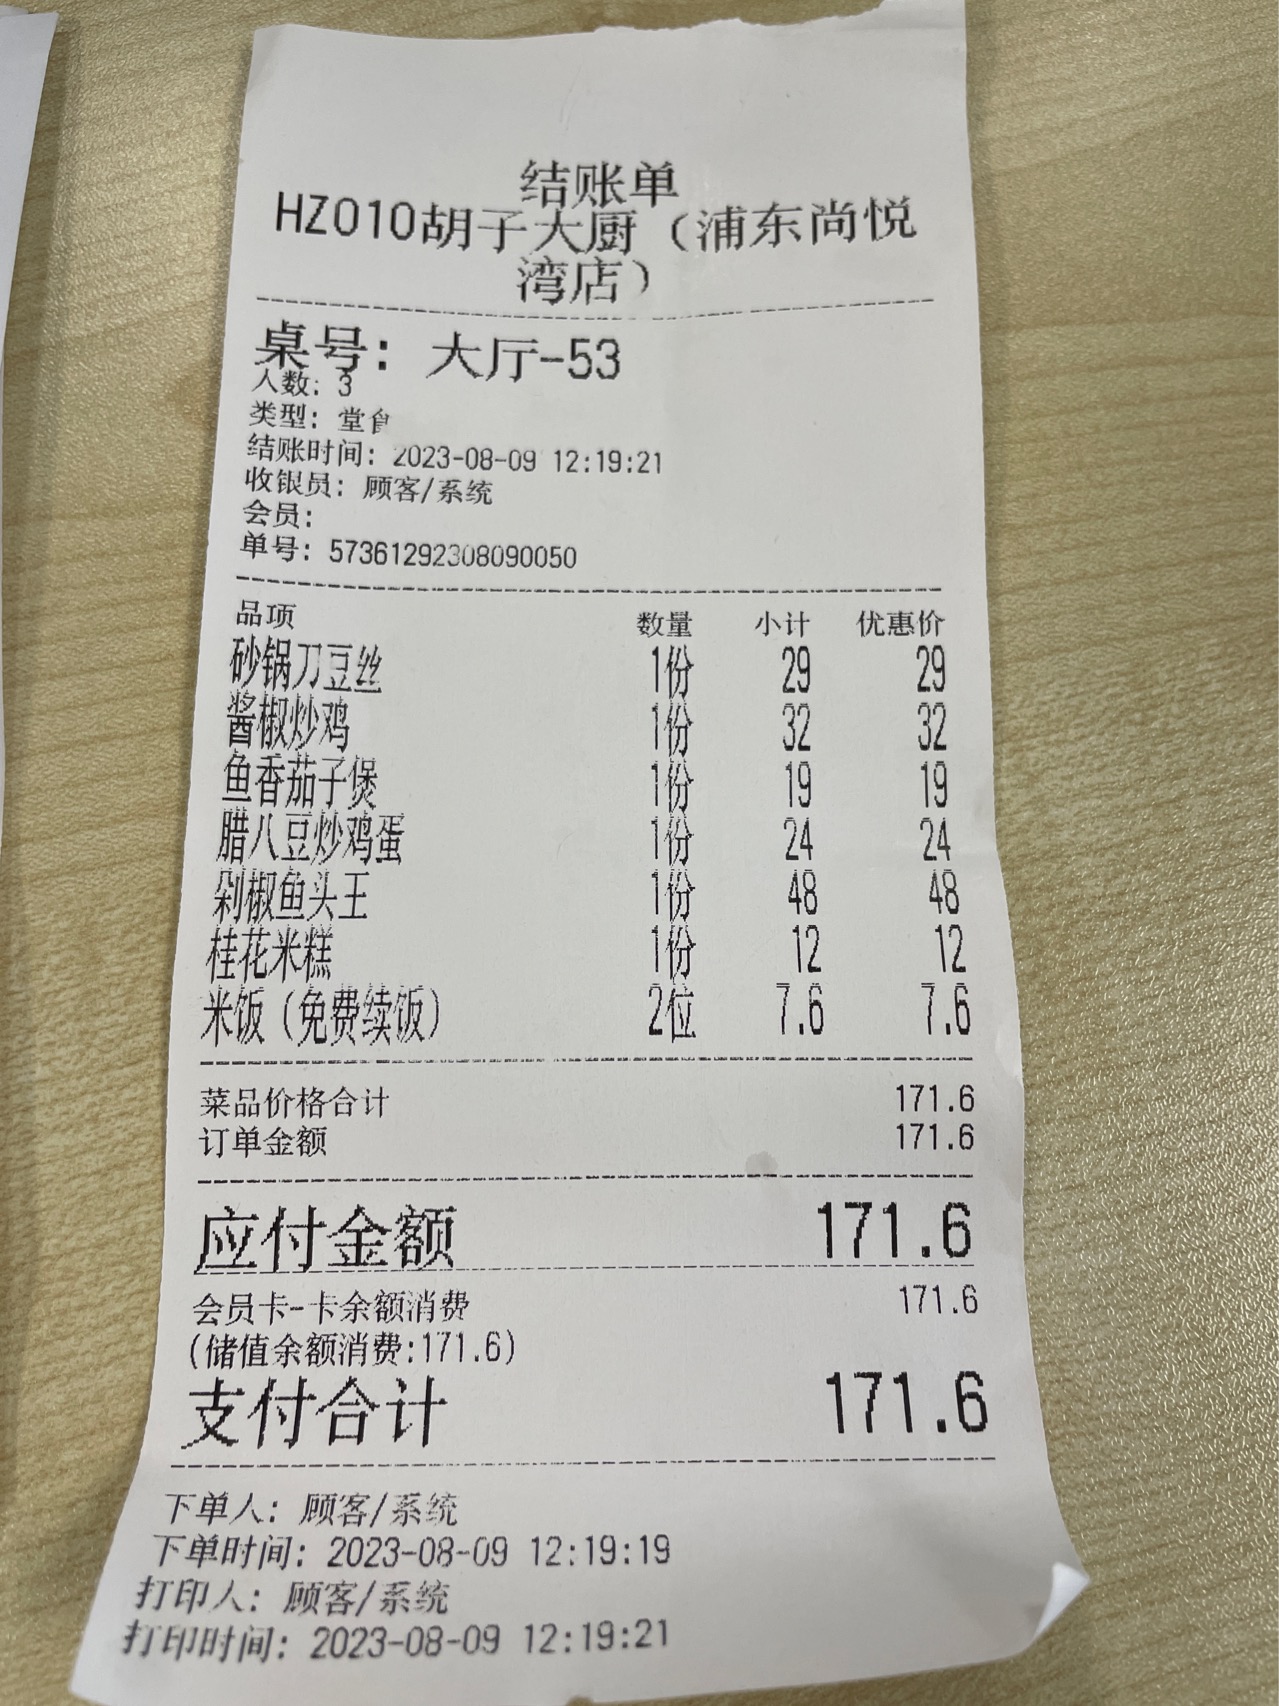 结账单
HZ010胡子大厨（浦东尚悦
湾店）
桌号：大厅-53
人数：3
类型：堂食
结账时间：2023-08-09 12:19:21
收银员：顾客/系统
会员：
单号：573612923​08090050
品项 数量 小计 优惠价
砂锅刀豆丝 1份 29 29
酱椒炒鸡 1份 32 32
鱼香茄子煲 1份 19 19
腊八豆炒鸡蛋 1份 24 24
剁椒鱼头王 1份 48 48
桂花米糕 1份 12 12
米饭（免费续饭） 2位 7.6 7.6
菜品价格合计 171.6
订单金额 171.6
应付金额 171.6
会员卡-卡余额消费 171.6
(储值余额消费:171.6)
支付合计 171.6
下单人：顾客/系统
下单时间：2023-08-09 12:19:19
打印人：顾客/系统
打印时间：2023-08-09 12:19:21